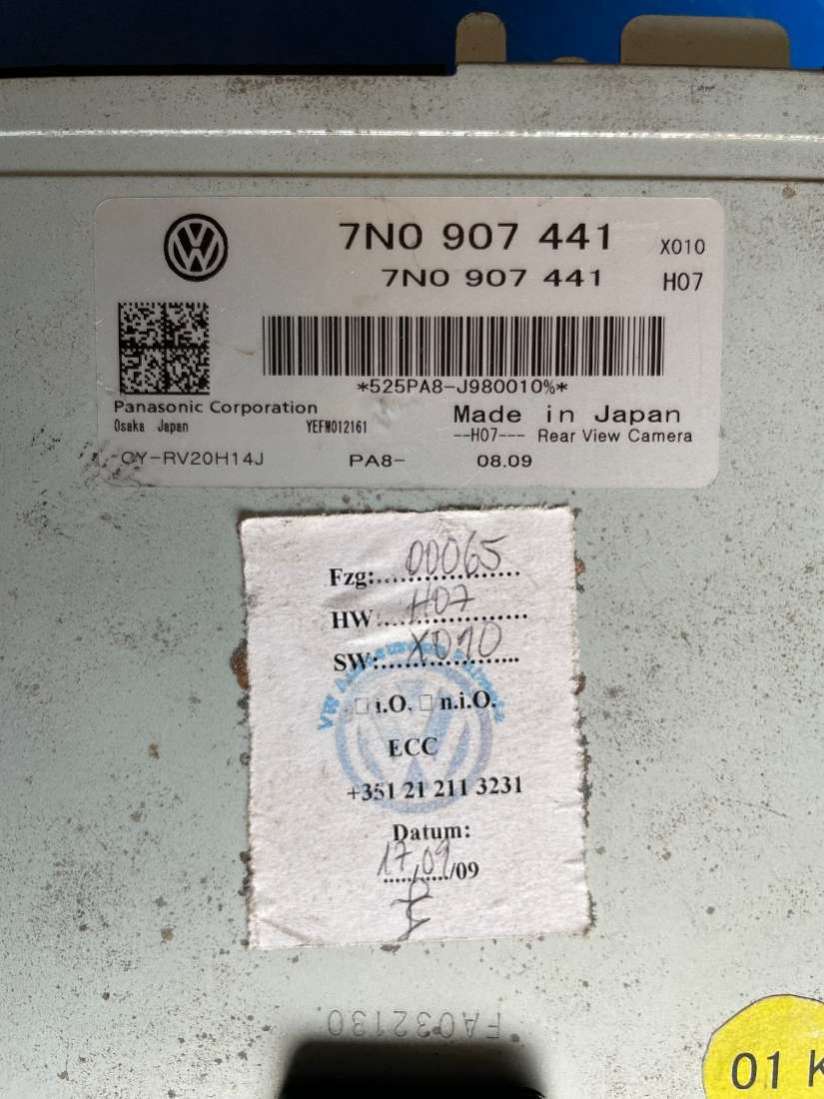 7N0 907 441 X010
7N0 907 441 H07
*525PA8-J980010%*
Panasonic Corporation
Osaka Japan YEFM012161
Made in Japan
--H07--- Rear View Camera
CY-RV20H14J PA8- 08.09
Fzg:..00065..
HW:..H07..
SW:..X010..
□ i.O. □ n.i.O.
ECC
+351 21 211 3231
Datum:
17/09/09
FA032130
01 K